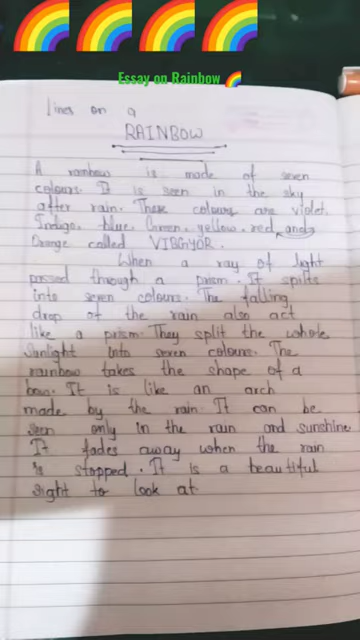 Essay on Rainbow 🌈
Lines on a
RAINBOW
A rainbow is made of seven
colours. It is seen in the sky
after rain. These colours are violet.
Indigo, blue, Green, yellow, red, and
Orange called VIBGYOR.
When a ray of light
passed through a prism. It splits
into seven colours. The falling
drop of the rain also act
like a prism. They split the whole
Sunlight into seven colours. The
rainbow takes the shape of a
bow. It is like an arch
made by the rain. It can be
seen only in the rain and sunshine
It fades away when the rain
is stopped. It is a beautiful
sight to look at